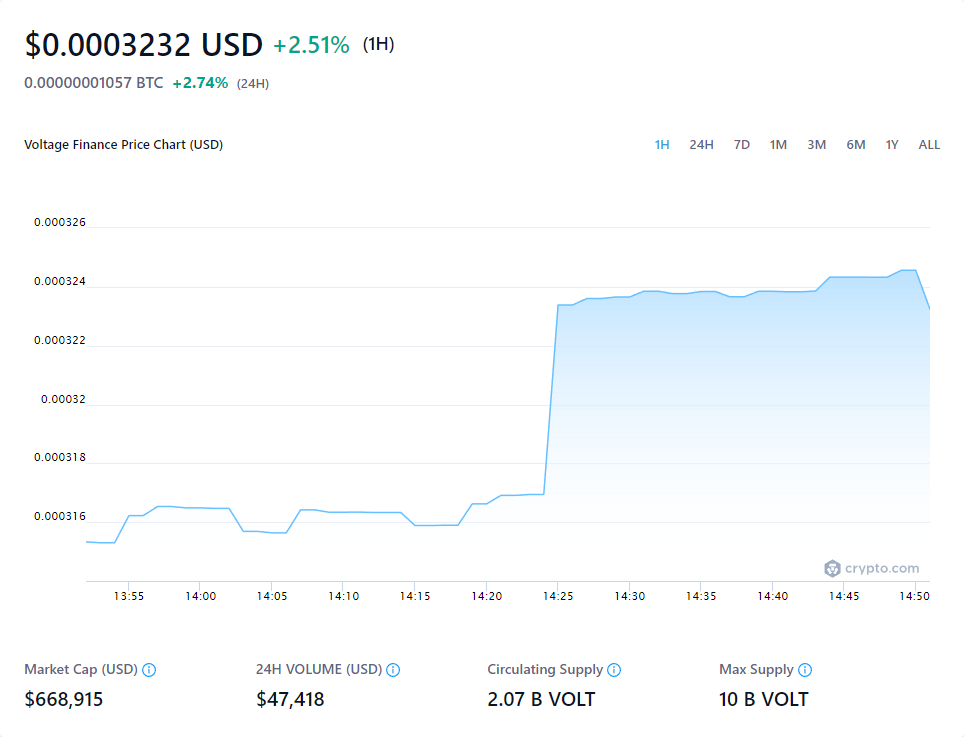 $0.0003232 USD +2.51% (1H)
0.00000001057 BTC +2.74% (24H)
Voltage Finance Price Chart (USD) 1H 24H 7D 1M 3M 6M 1Y ALL
0.000326
0.000324
0.000322
0.00032
0.000318
0.000316
crypto.com
13:55 14:00 14:05 14:10 14:15 14:20 14:25 14:30 14:35 14:40 14:45 14:50
Market Cap (USD) 24H VOLUME (USD) Circulating Supply Max Supply
$668,915 $47,418 2.07 B VOLT 10 B VOLT